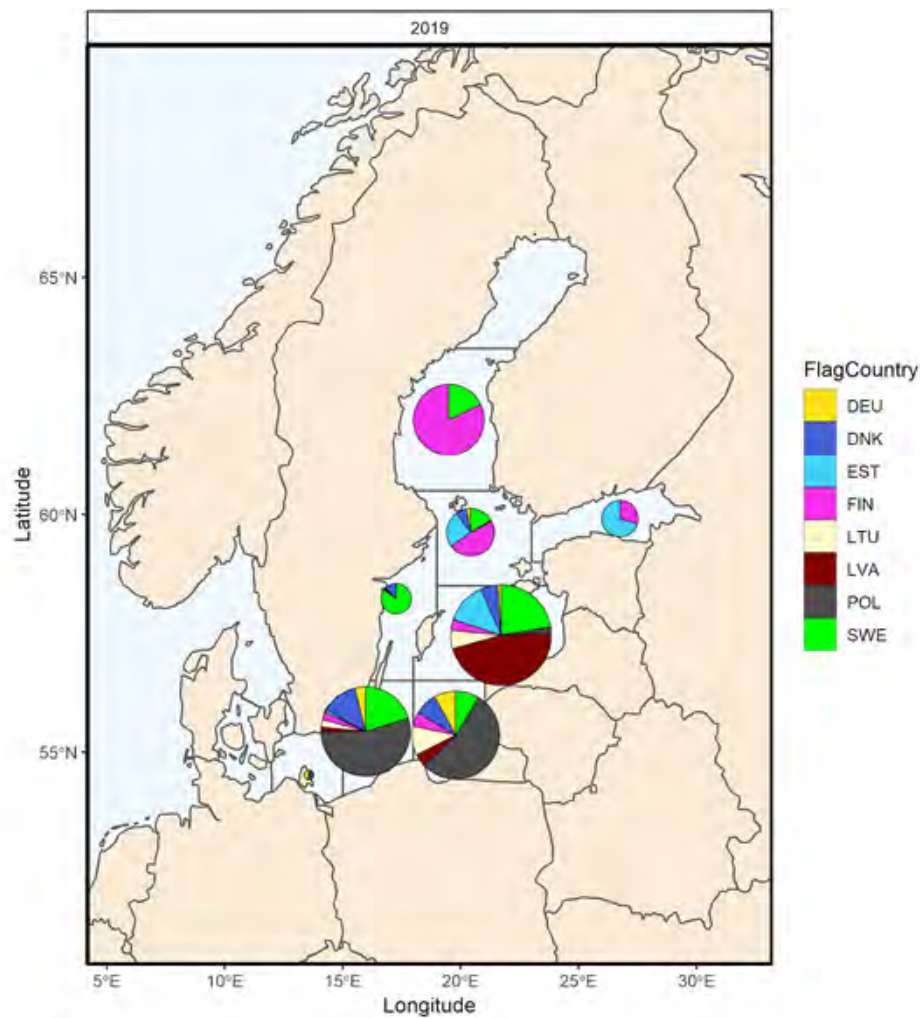 2019
65°N
60°N
55°N
Latitude
5°E
10°E
15°E
20°E
25°E
30°E
Longitude
FlagCountry
DEU
DNK
EST
FIN
LTU
LVA
POL
SWE